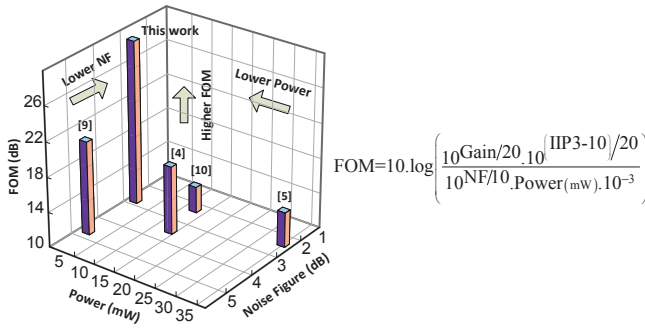 This work
Lower NF
Higher FOM
Lower Power
[9]
[4]
[10]
[5]
FOM (dB)
26
22
18
14
10
5
10
15
20
25
30
35
Power (mW)
5
4
3
2
1
Noise Figure (dB)
FOM=10.log(10^Gain/20.10^(IIP3-10)/20 / 10^NF/10.Power(mW).10^−3)